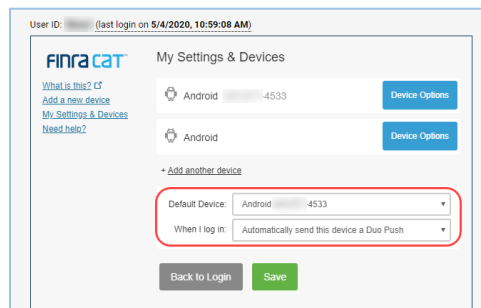 User ID: (last login on 5/4/2020, 10:59:08 AM)
FINRA CAT
My Settings & Devices
What is this?
Add a new device
My Settings & Devices
Need help?
Android -4533
Device Options
Android
Device Options
+ Add another device
Default Device: Android -4533
When I log in: Automatically send this device a Duo Push
Back to Login Save